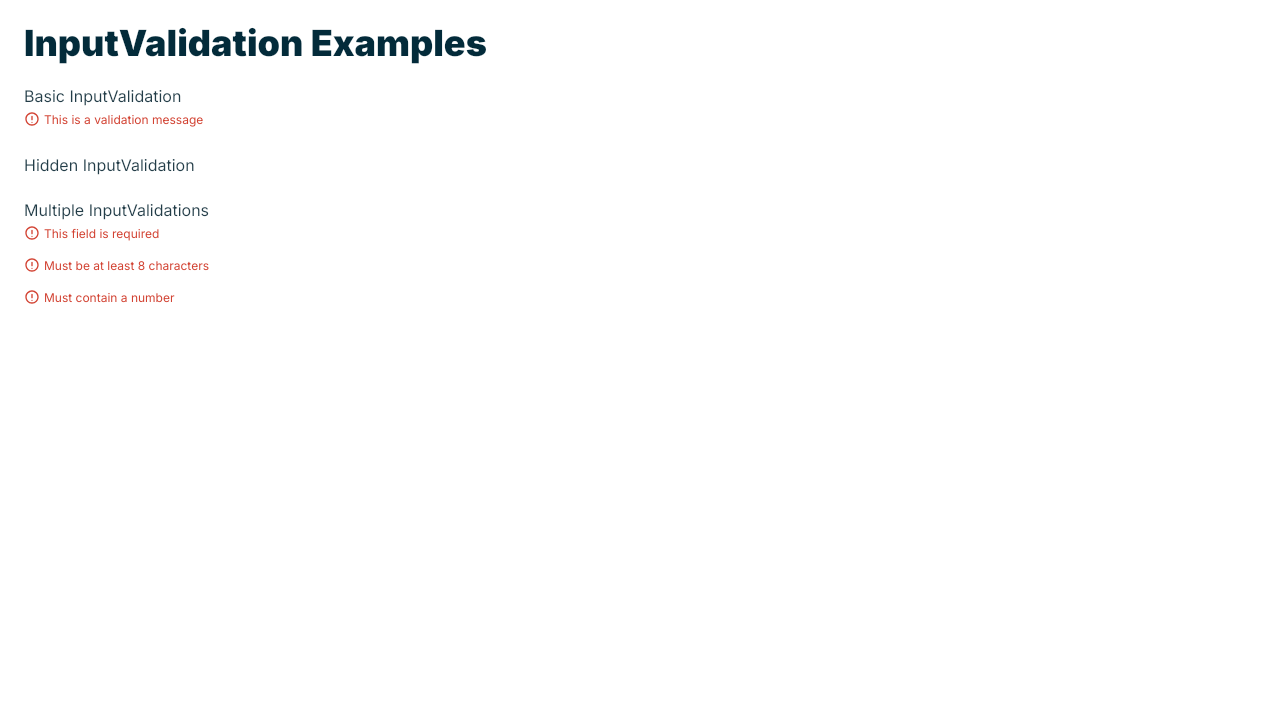 InputValidation Examples
Basic InputValidation
This is a validation message
Hidden InputValidation
Multiple InputValidations
This field is required
Must be at least 8 characters
Must contain a number